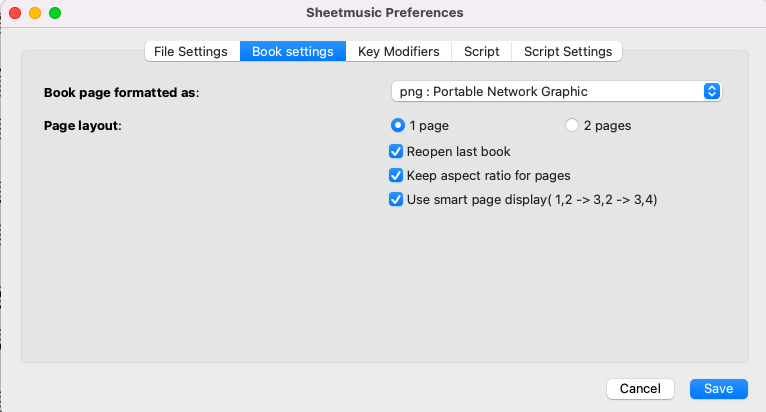 Sheetmusic Preferences
File Settings Book settings Key Modifiers Script Script Settings
Book page formatted as: png : Portable Network Graphic
Page layout: 1 page 2 pages
Reopen last book
Keep aspect ratio for pages
Use smart page display( 1,2 -> 3,2 -> 3,4)
Cancel Save